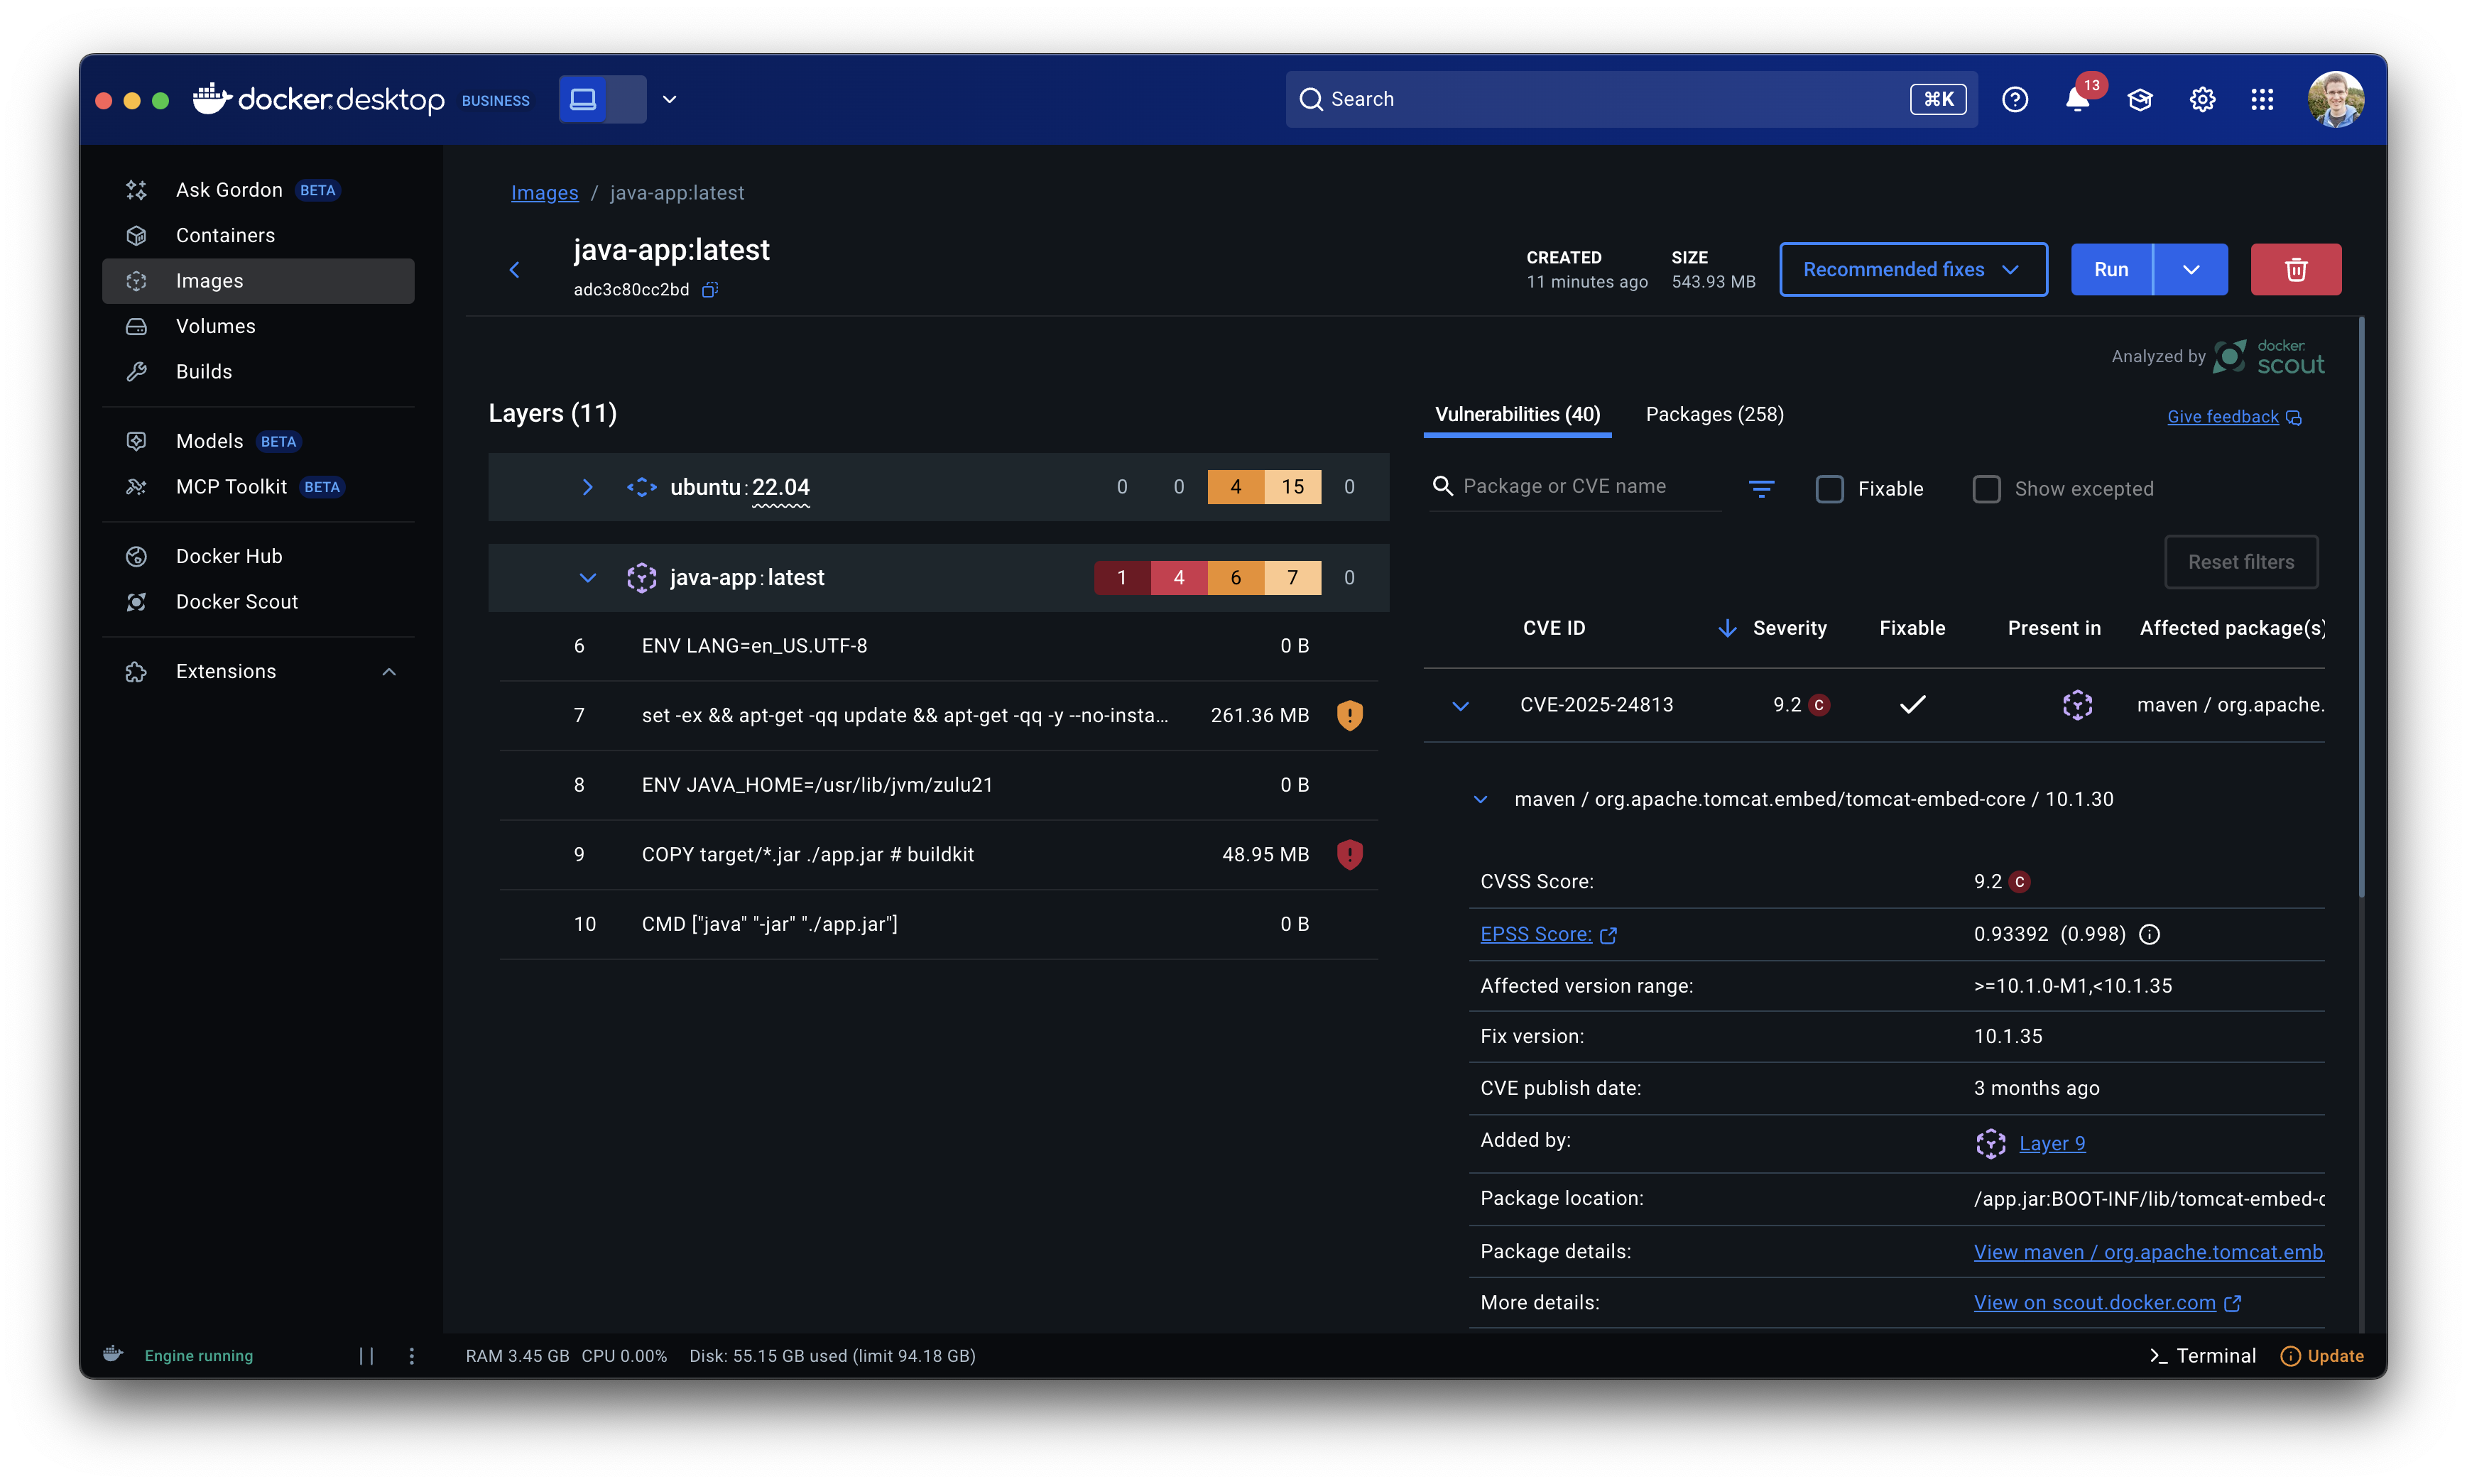 docker desktop BUSINESS
Search ⌘K
13
Ask Gordon BETA
Containers
Images
Volumes
Builds
Models BETA
MCP Toolkit BETA
Docker Hub
Docker Scout
Extensions
Images / java-app:latest
java-app:latest
adc3c80cc2bd
CREATED
11 minutes ago
SIZE
543.93 MB
Recommended fixes
Run
Analyzed by docker scout
Layers (11)
ubuntu:22.04 0 0 4 15 0
java-app:latest 1 4 6 7 0
6 ENV LANG=en_US.UTF-8 0 B
7 set -ex && apt-get -qq update && apt-get -qq -y --no-insta... 261.36 MB
8 ENV JAVA_HOME=/usr/lib/jvm/zulu21 0 B
9 COPY target/*.jar ./app.jar # buildkit 48.95 MB
10 CMD ["java" "-jar" "./app.jar"] 0 B
Vulnerabilities (40) Packages (258)
Give feedback
Package or CVE name Fixable Show excepted
Reset filters
CVE ID Severity Fixable Present in Affected package(s)
CVE-2025-24813 9.2 C maven / org.apache.
maven / org.apache.tomcat.embed/tomcat-embed-core / 10.1.30
CVSS Score: 9.2 C
EPSS Score: 0.93392 (0.998)
Affected version range: >=10.1.0-M1,<10.1.35
Fix version: 10.1.35
CVE publish date: 3 months ago
Added by: Layer 9
Package location: /app.jar:BOOT-INF/lib/tomcat-embed-c
Package details: View maven / org.apache.tomcat.emb
More details: View on scout.docker.com
Engine running RAM 3.45 GB CPU 0.00% Disk: 55.15 GB used (limit 94.18 GB) Terminal Update